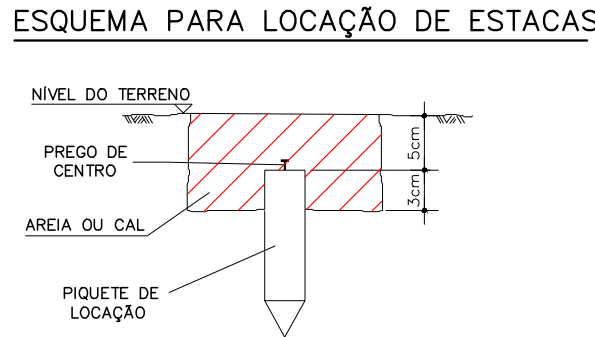 ESQUEMA PARA LOCAÇÃO DE ESTACAS
NÍVEL DO TERRENO
PREGO DE
CENTRO
AREIA OU CAL
PIQUETE DE
LOCAÇÃO
5cm
3cm